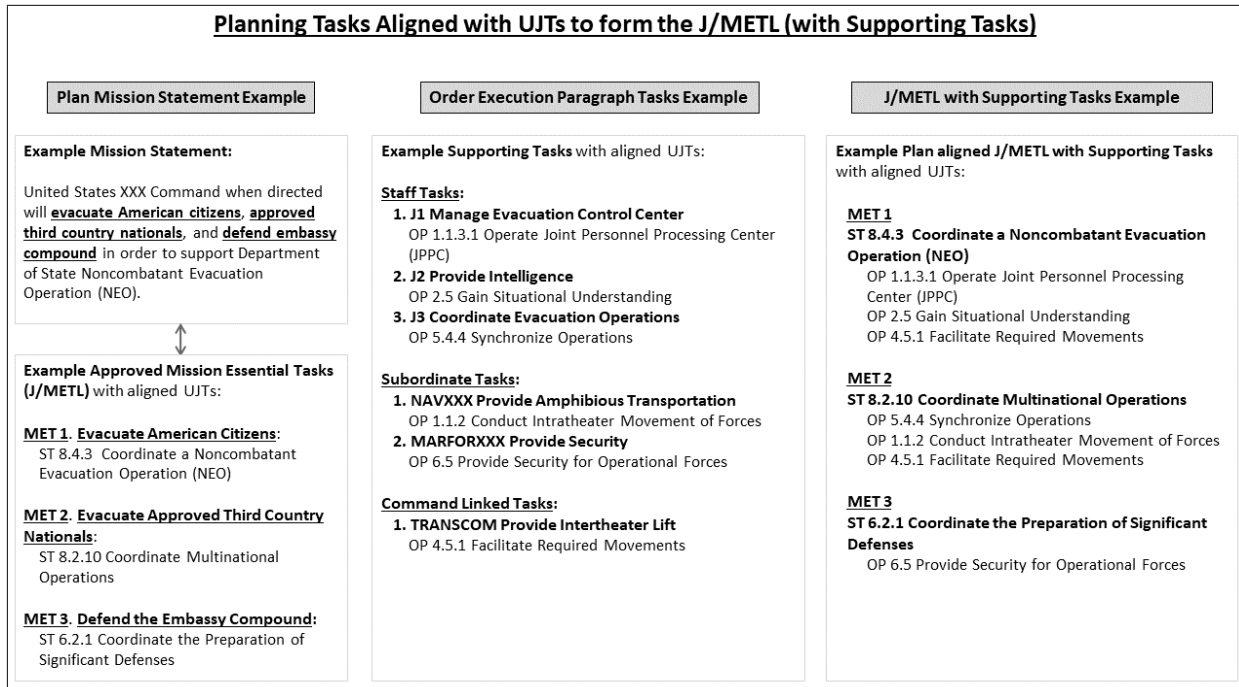 Planning Tasks Aligned with UJTs to form the J/METL (with Supporting Tasks)
Plan Mission Statement Example
Example Mission Statement:
United States XXX Command when directed
will evacuate American citizens, approved
third country nationals, and defend embassy
compound in order to support Department
of State Noncombatant Evacuation
Operation (NEO).
Example Approved Mission Essential Tasks
(J/METL) with aligned UJTs:
MET 1. Evacuate American Citizens:
ST 8.4.3 Coordinate a Noncombatant
Evacuation Operation (NEO)
MET 2. Evacuate Approved Third Country
Nationals:
ST 8.2.10 Coordinate Multinational
Operations
MET 3. Defend the Embassy Compound:
ST 6.2.1 Coordinate the Preparation of
Significant Defenses
Order Execution Paragraph Tasks Example
Example Supporting Tasks with aligned UJTs:
Staff Tasks:
1. J1 Manage Evacuation Control Center
OP 1.1.3.1 Operate Joint Personnel Processing Center
(JPPC)
2. J2 Provide Intelligence
OP 2.5 Gain Situational Understanding
3. J3 Coordinate Evacuation Operations
OP 5.4.4 Synchronize Operations
Subordinate Tasks:
1. NAVXXX Provide Amphibious Transportation
OP 1.1.2 Conduct Intratheater Movement of Forces
2. MARFORXXX Provide Security
OP 6.5 Provide Security for Operational Forces
Command Linked Tasks:
1. TRANSCOM Provide Intertheater Lift
OP 4.5.1 Facilitate Required Movements
J/METL with Supporting Tasks Example
Example Plan aligned J/METL with Supporting Tasks
with aligned UJTs:
MET 1
ST 8.4.3 Coordinate a Noncombatant Evacuation
Operation (NEO)
OP 1.1.3.1 Operate Joint Personnel Processing
Center (JPPC)
OP 2.5 Gain Situational Understanding
OP 4.5.1 Facilitate Required Movements
MET 2
ST 8.2.10 Coordinate Multinational Operations
OP 5.4.4 Synchronize Operations
OP 1.1.2 Conduct Intratheater Movement of Forces
OP 4.5.1 Facilitate Required Movements
MET 3
ST 6.2.1 Coordinate the Preparation of Significant
Defenses
OP 6.5 Provide Security for Operational Forces